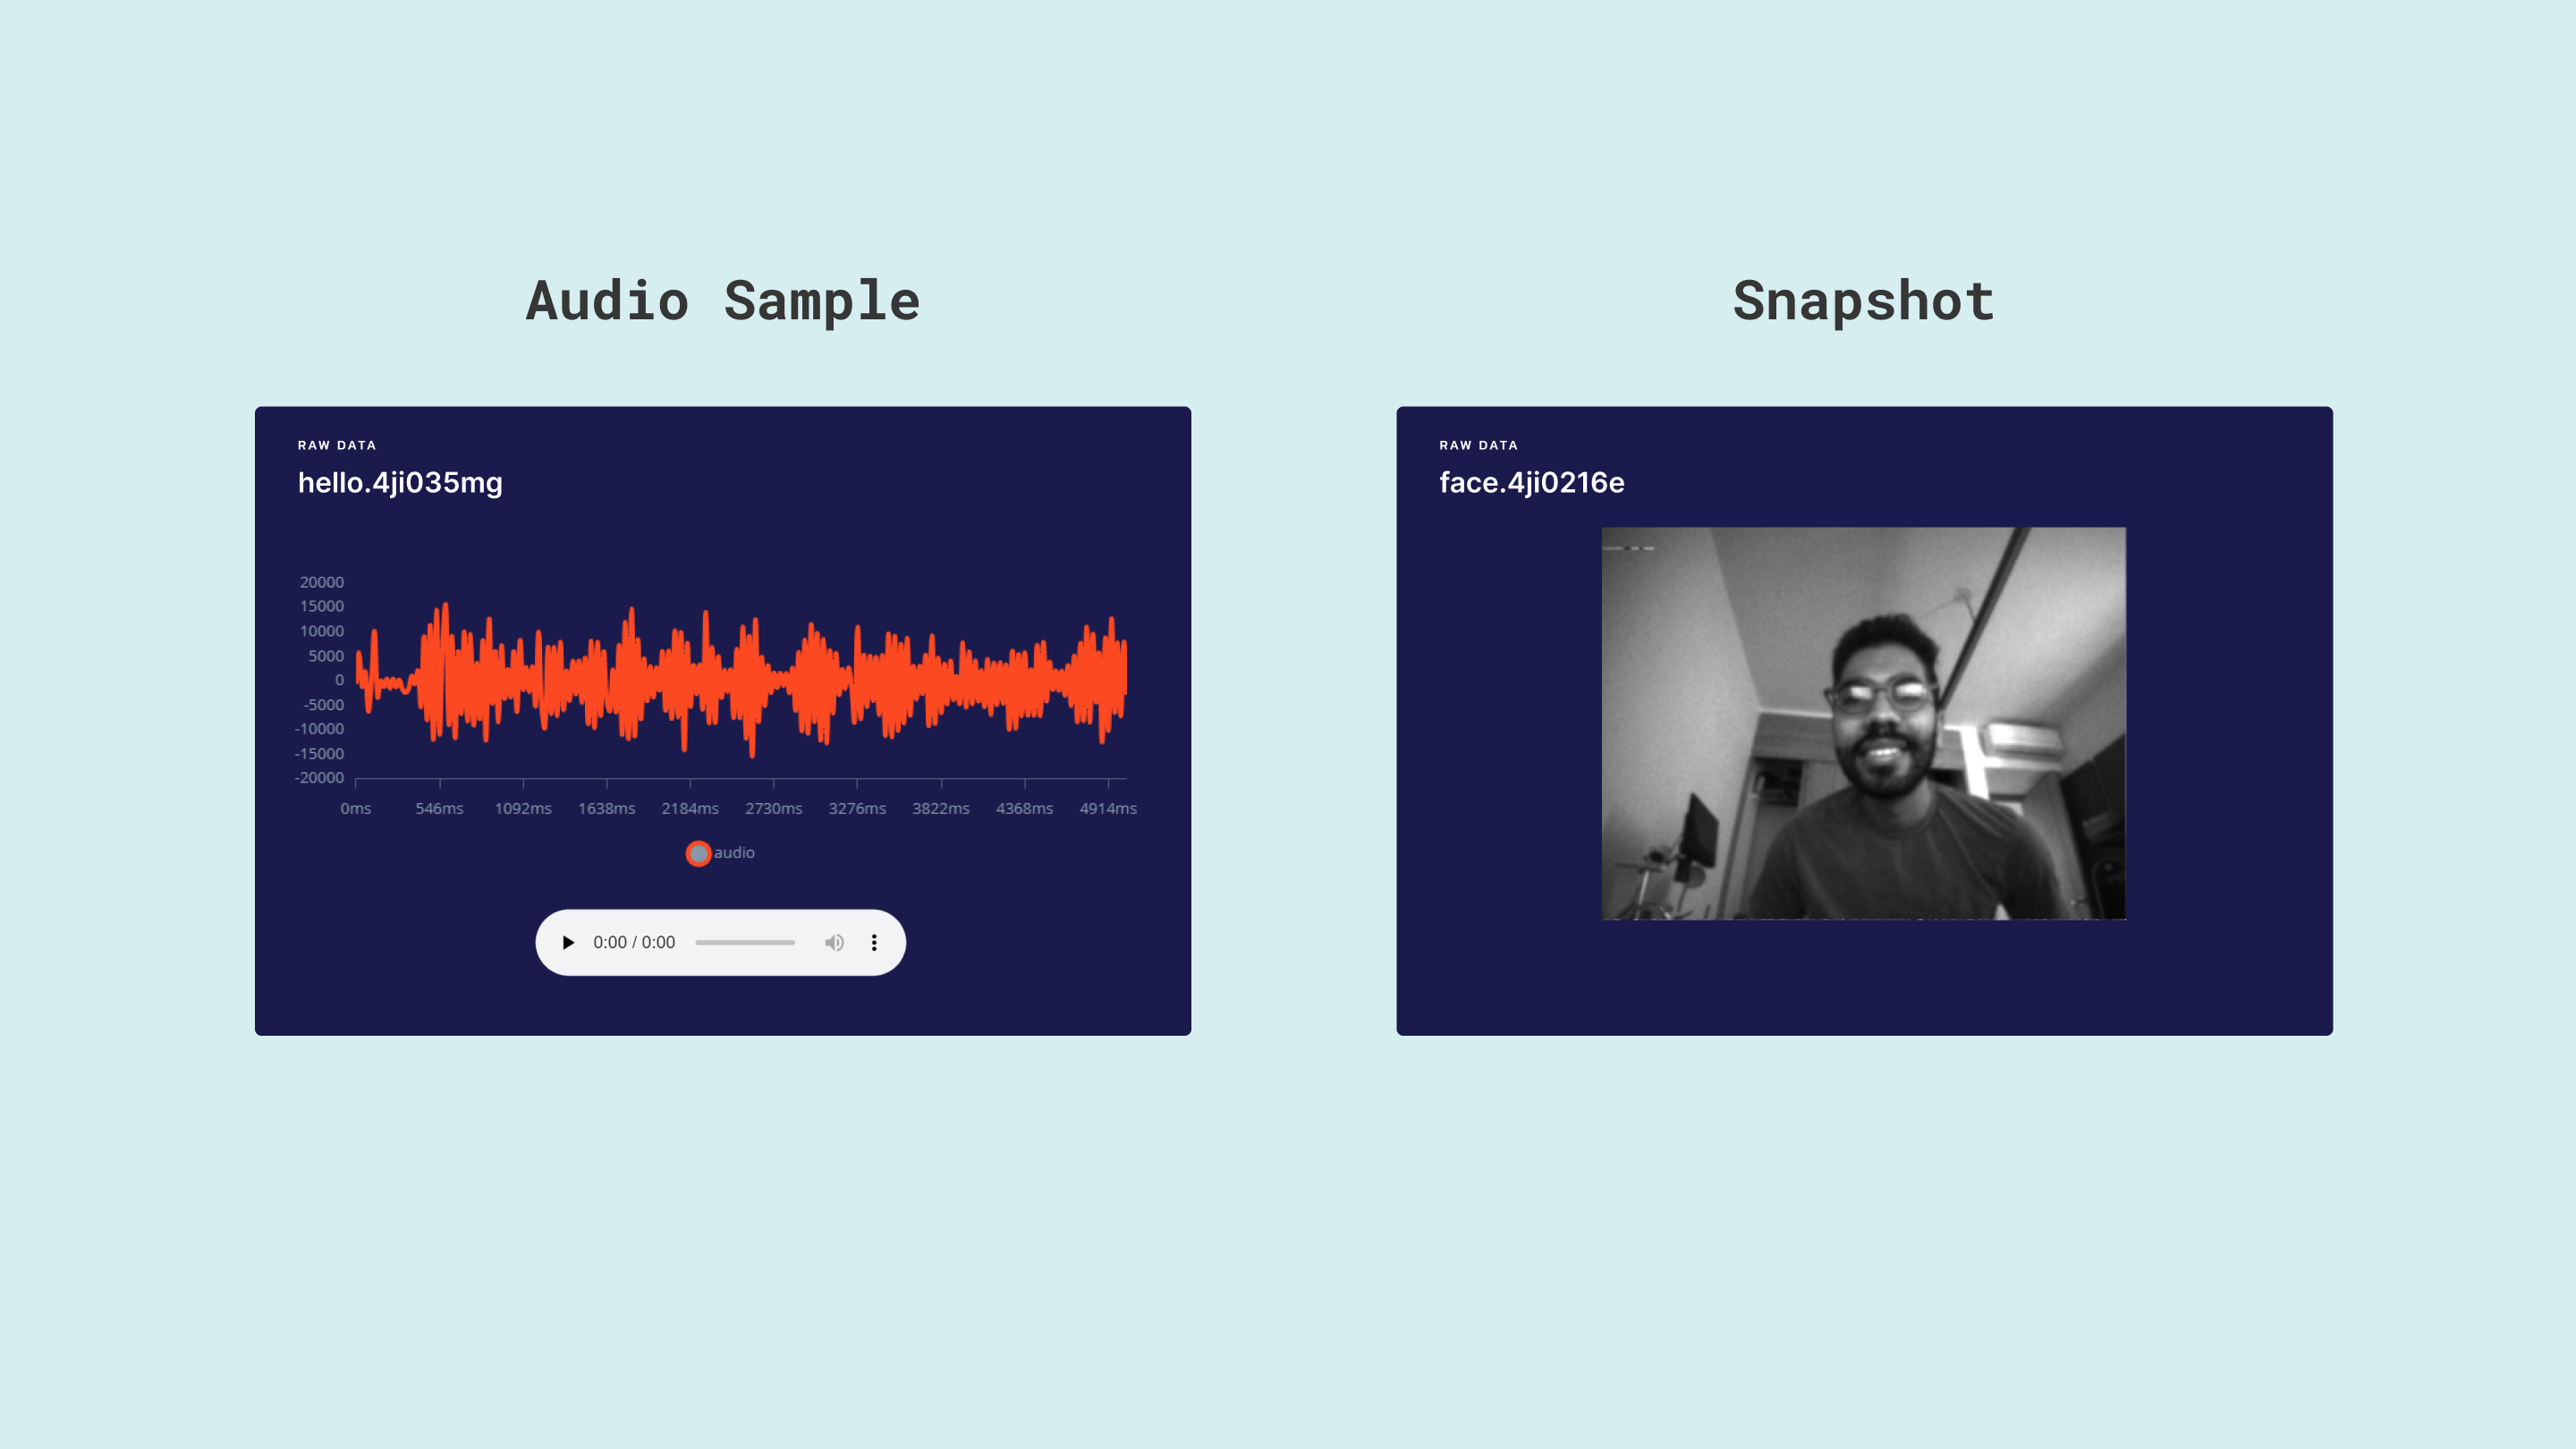 Audio Sample
RAW DATA
hello.4ji035mg
20000
15000
10000
5000
0
-5000
-10000
-15000
-20000
0ms 546ms 1092ms 1638ms 2184ms 2730ms 3276ms 3822ms 4368ms 4914ms
audio
0:00 / 0:00
Snapshot
RAW DATA
face.4ji0216e